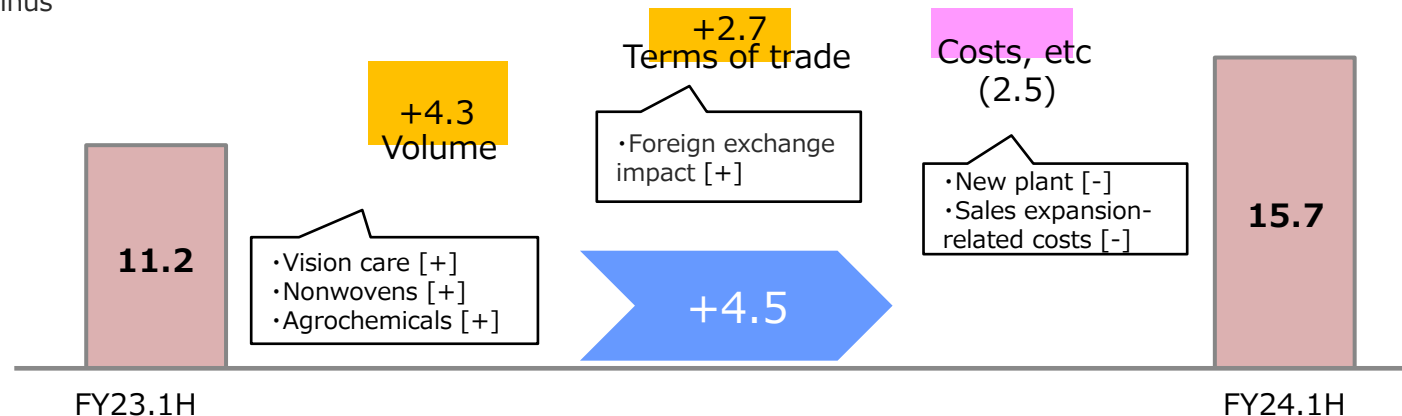 +2.7
Terms of trade
Costs, etc
(2.5)
+4.3
Volume
・Foreign exchange
impact [+]
・New plant [-]
・Sales expansion-
related costs [-]
15.7
11.2
・Vision care [+]
・Nonwovens [+]
・Agrochemicals [+]
+4.5
FY23.1H
FY24.1H